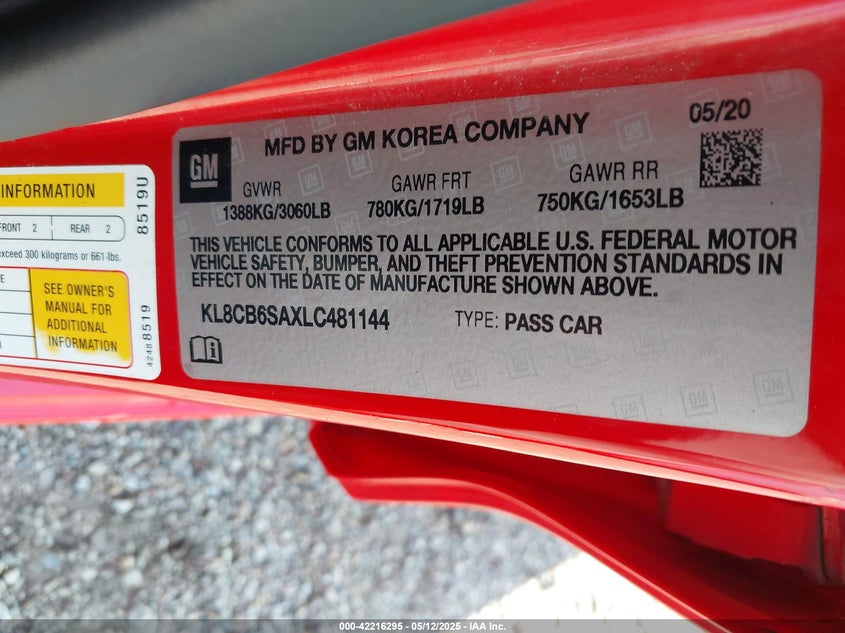 MFD BY GM KOREA COMPANY
05/20
GM
GVWR
GAWR FRT
GAWR RR
1388KG/3060LB
780KG/1719LB
750KG/1653LB
THIS VEHICLE CONFORMS TO ALL APPLICABLE U.S. FEDERAL MOTOR
VEHICLE SAFETY, BUMPER, AND THEFT PREVENTION STANDARDS IN
EFFECT ON THE DATE OF MANUFACTURE SHOWN ABOVE.
KL8CB6SAXLC481144
TYPE: PASS CAR
INFORMATION
FRONT 2
REAR 2
exceed 300 kilograms or 661-lbs.
SEE OWNER'S
MANUAL FOR
ADDITIONAL
INFORMATION
8519U
4248 8519
000-42216295 - 05/12/2025 - IAA Inc.